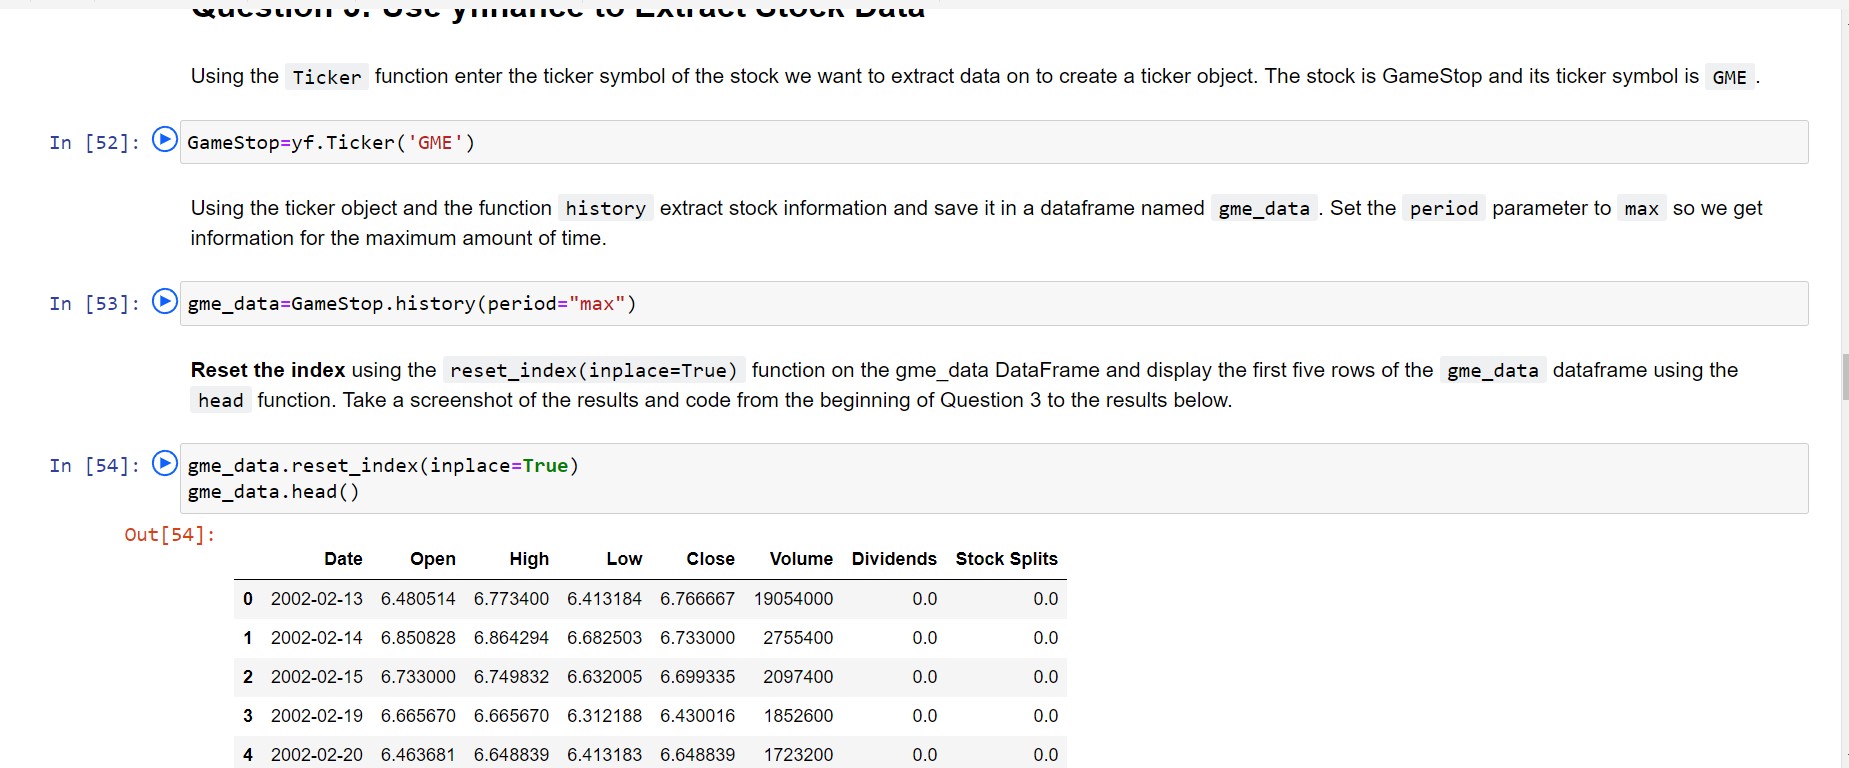 Question 3: Use yfinance to Extract Stock Data
Using the Ticker function enter the ticker symbol of the stock we want to extract data on to create a ticker object. The stock is GameStop and its ticker symbol is GME .
In [52]: GameStop=yf.Ticker('GME')
Using the ticker object and the function history extract stock information and save it in a dataframe named gme_data . Set the period parameter to max so we get
information for the maximum amount of time.
In [53]: gme_data=GameStop.history(period="max")
Reset the index using the reset_index(inplace=True) function on the gme_data DataFrame and display the first five rows of the gme_data dataframe using the
head function. Take a screenshot of the results and code from the beginning of Question 3 to the results below.
In [54]: gme_data.reset_index(inplace=True)
gme_data.head()
Out[54]:
Date Open High Low Close Volume Dividends Stock Splits
0 2002-02-13 6.480514 6.773400 6.413184 6.766667 19054000 0.0 0.0
1 2002-02-14 6.850828 6.864294 6.682503 6.733000 2755400 0.0 0.0
2 2002-02-15 6.733000 6.749832 6.632005 6.699335 2097400 0.0 0.0
3 2002-02-19 6.665670 6.665670 6.312188 6.430016 1852600 0.0 0.0
4 2002-02-20 6.463681 6.648839 6.413183 6.648839 1723200 0.0 0.0